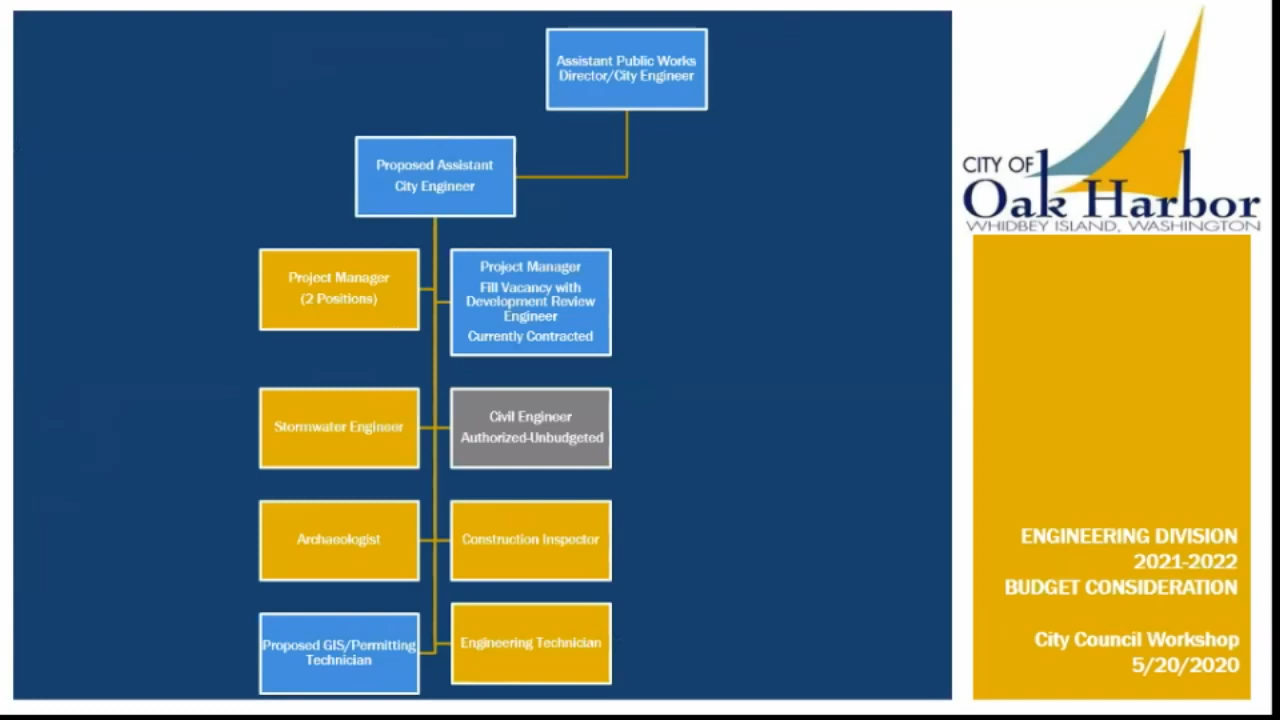 Assistant Public Works
Director/City Engineer
Proposed Assistant
City Engineer
Project Manager
(2 Positions)
Project Manager
Fill Vacancy with
Development Review
Engineer
Currently Contracted
Stormwater Engineer
Civil Engineer
Authorized-Unbudgeted
Archaeologist
Construction Inspector
Proposed GIS/Permitting
Technician
Engineering Technician
CITY OF
Oak Harbor
WHIDBEY ISLAND, WASHINGTON
ENGINEERING DIVISION
2021-2022
BUDGET CONSIDERATION
City Council Workshop
5/20/2020